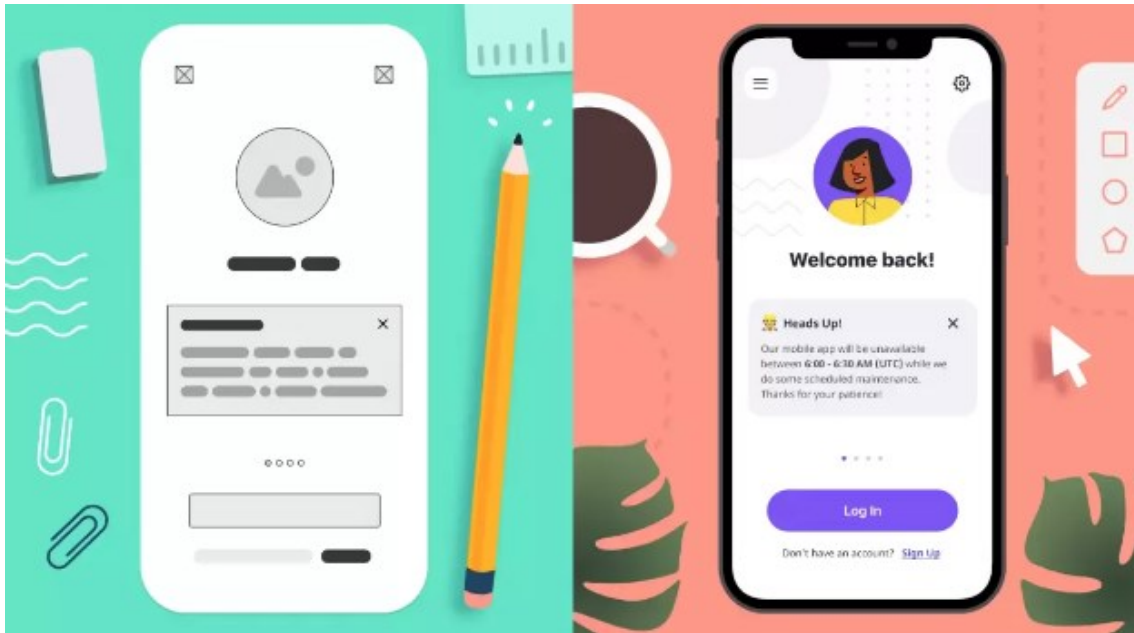 Welcome back!
Heads Up!
Our mobile app will be unavailable
between 6:00 - 6:30 AM (UTC) while we
do some scheduled maintenance.
Thanks for your patience!
Log In
Don't have an account? Sign Up